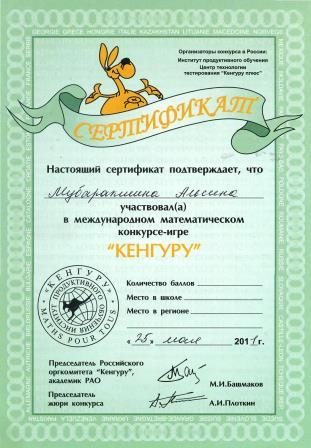 GEORGIE GRECE HONGRIE ITALIE KAZAKHSTAN LITUANIE MACEDOINE NORVEGE
Организаторы конкурса в России:
Институт продуктивного обучения
Центр технологии
тестирования "Кенгуру плюс"
СЕРТИФИКАТ
Настоящий сертификат подтверждает, что
Мубаракшина Алсина
участвовал(а)
в международном математическом
конкурсе-игре
"КЕНГУРУ"
"КЕНГУРУ"
ИНСТИТУТ ПРОДУКТИВНОГО ОБУЧЕНИЯ
MATHS POUR TOUS
Количество баллов
Место в школе
Место в регионе
«25» мая 2011г.
Председатель Российского
оргкомитета "Кенгуру",
академик РАО
М.И.Башмаков
Председатель
жюри конкурса
А.И.Плоткин